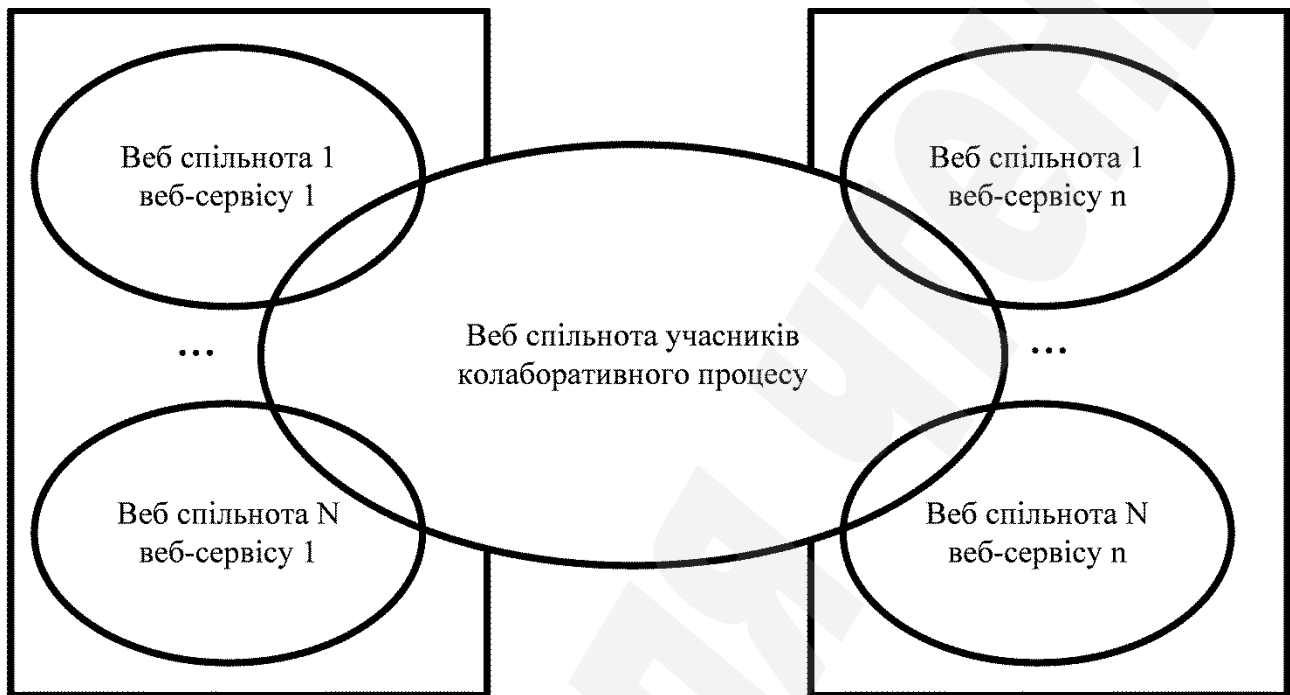 Веб спільнота 1
веб-сервісу 1
Веб спільнота 1
веб-сервісу n
...
Веб спільнота учасників
колаборативного процесу
...
Веб спільнота N
веб-сервісу 1
Веб спільнота N
веб-сервісу n